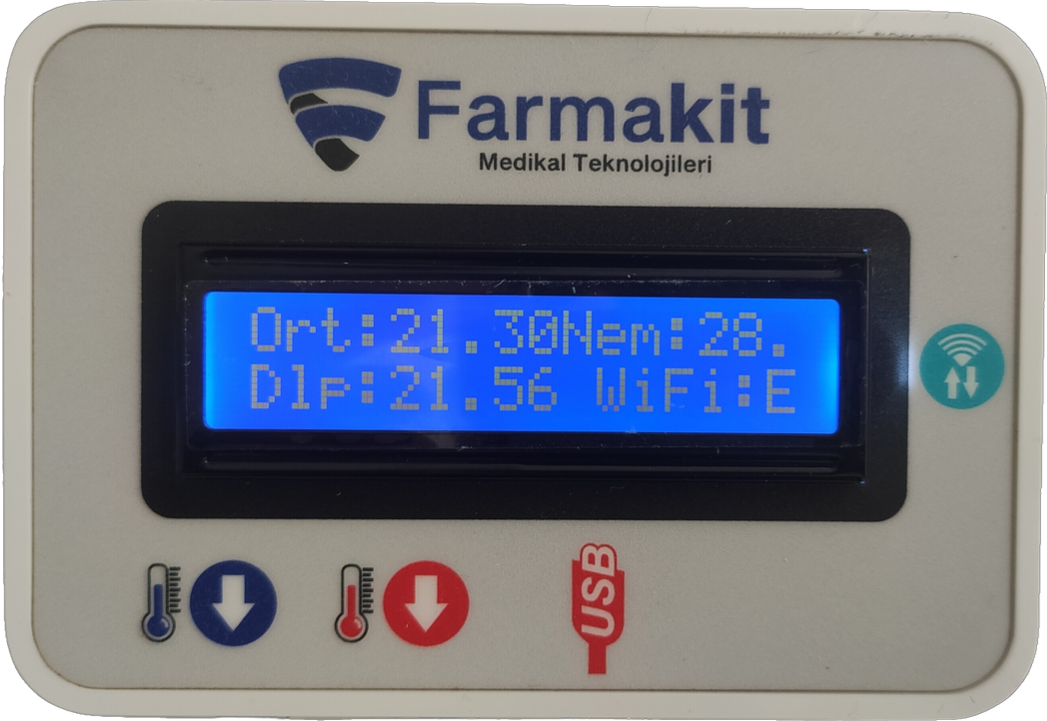 Farmakit
Medikal Teknolojileri
Ort:21.30Nem:28.
Dlp:21.56 WiFi:E
USB